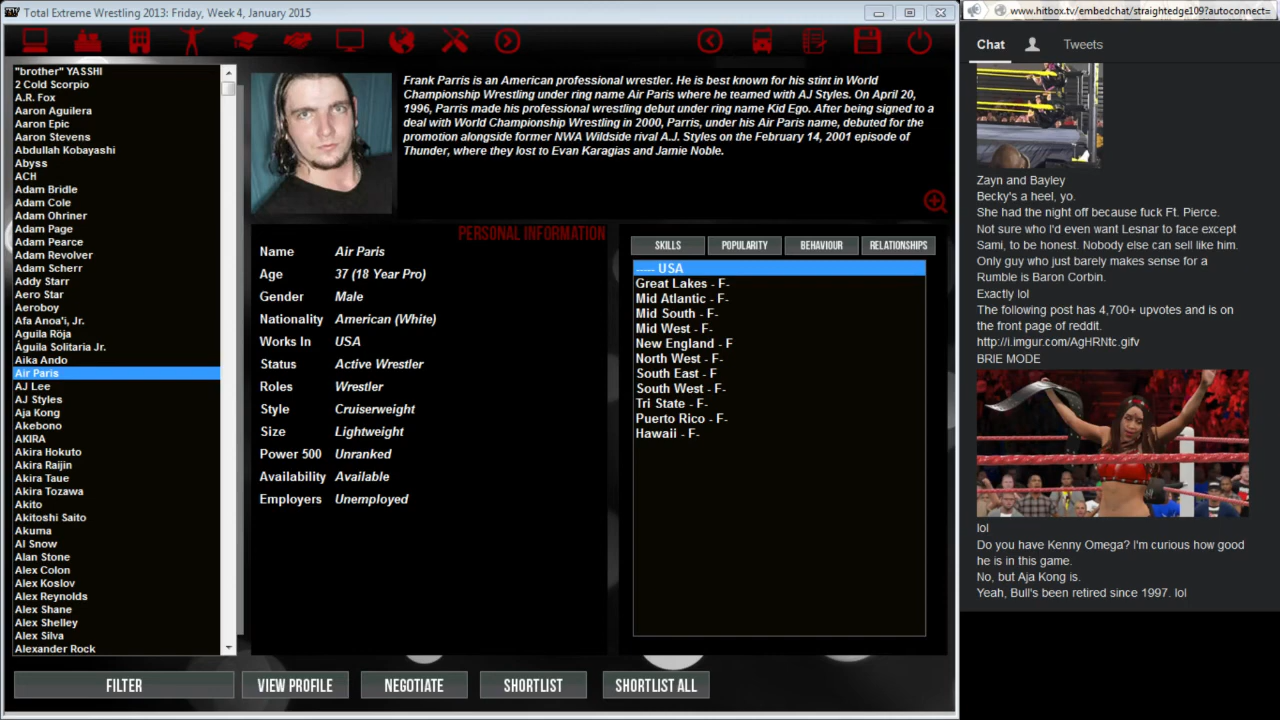 Total Extreme Wrestling 2013: Friday, Week 4, January 2015
"brother" YASSHI
2 Cold Scorpio
A.R. Fox
Aaron Aguilera
Aaron Epic
Aaron Stevens
Abdullah Kobayashi
Abyss
ACH
Adam Bridle
Adam Cole
Adam Ohriner
Adam Page
Adam Pearce
Adam Revolver
Adam Scherr
Addy Starr
Aero Star
Aeroboy
Afa Anoa'i, Jr.
Aguila Röja
Águila Solitaria Jr.
Aika Ando
Air Paris
AJ Lee
AJ Styles
Aja Kong
Akebono
AKIRA
Akira Hokuto
Akira Raijin
Akira Taue
Akira Tozawa
Akito
Akitoshi Saito
Akuma
Al Snow
Alan Stone
Alex Colon
Alex Koslov
Alex Reynolds
Alex Shane
Alex Shelley
Alex Silva
Alexander Rock
FILTER
Frank Parris is an American professional wrestler. He is best known for his stint in World
Championship Wrestling under ring name Air Paris where he teamed with AJ Styles. On April 20,
1996, Parris made his professional wrestling debut under ring name Kid Ego. After being signed to a
deal with World Championship Wrestling in 2000, Parris, under his Air Paris name, debuted for the
promotion alongside former NWA Wildside rival A.J. Styles on the February 14, 2001 episode of
Thunder, where they lost to Evan Karagias and Jamie Noble.
PERSONAL INFORMATION
Name Air Paris
Age 37 (18 Year Pro)
Gender Male
Nationality American (White)
Works In USA
Status Active Wrestler
Roles Wrestler
Style Cruiserweight
Size Lightweight
Power 500 Unranked
Availability Available
Employers Unemployed
SKILLS POPULARITY BEHAVIOUR RELATIONSHIPS
----- USA
Great Lakes - F-
Mid Atlantic - F-
Mid South - F-
Mid West - F-
New England - F
North West - F-
South East - F
South West - F-
Tri State - F-
Puerto Rico - F-
Hawaii - F-
VIEW PROFILE NEGOTIATE SHORTLIST SHORTLIST ALL
www.hitbox.tv/embedchat/straightedge109?autoconnect=
Chat Tweets
Zayn and Bayley
Becky's a heel, yo.
She had the night off because fuck Ft. Pierce.
Not sure who I'd even want Lesnar to face except
Sami, to be honest. Nobody else can sell like him.
Only guy who just barely makes sense for a
Rumble is Baron Corbin.
Exactly lol
The following post has 4,700+ upvotes and is on
the front page of reddit.
http://i.imgur.com/AgHRNtc.gifv
BRIE MODE
lol
Do you have Kenny Omega? I'm curious how good
he is in this game.
No, but Aja Kong is.
Yeah, Bull's been retired since 1997. lol